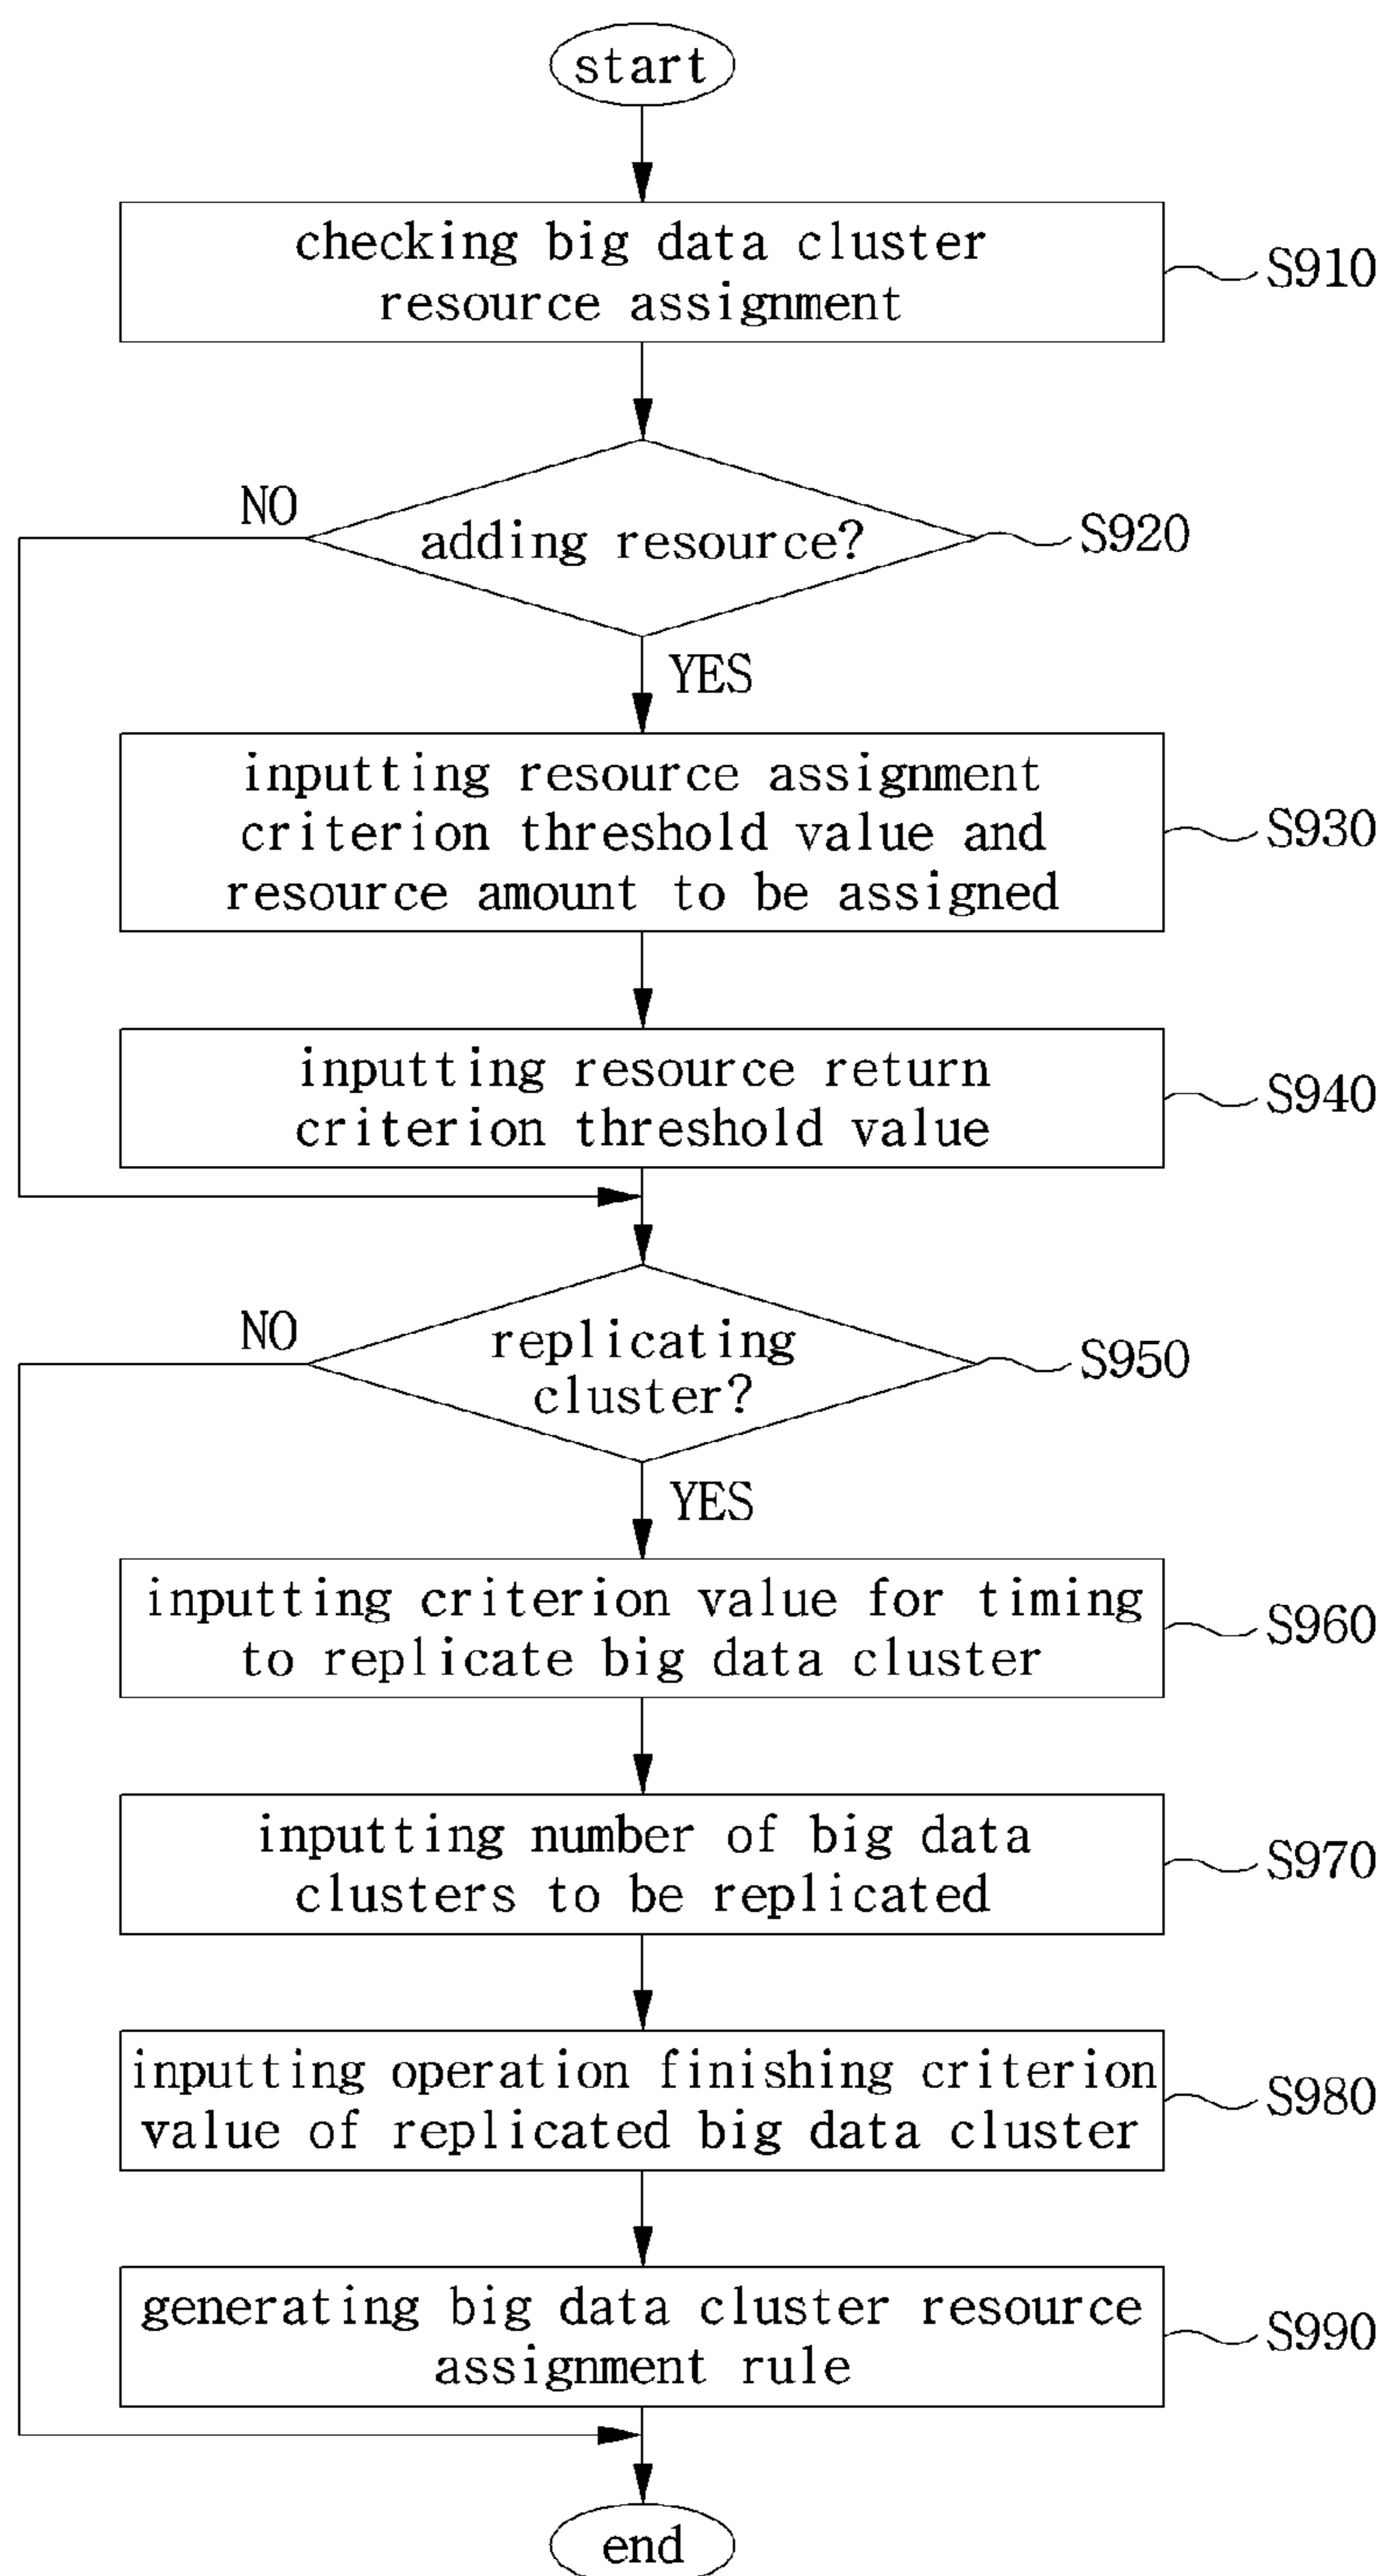 start
checking big data cluster
resource assignment
S910
NO
adding resource?
S920
YES
inputting resource assignment
criterion threshold value and
resource amount to be assigned
S930
inputting resource return
criterion threshold value
S940
NO
replicating
cluster?
S950
YES
inputting criterion value for timing
to replicate big data cluster
S960
inputting number of big data
clusters to be replicated
S970
inputting operation finishing criterion
value of replicated big data cluster
S980
generating big data cluster resource
assignment rule
S990
end